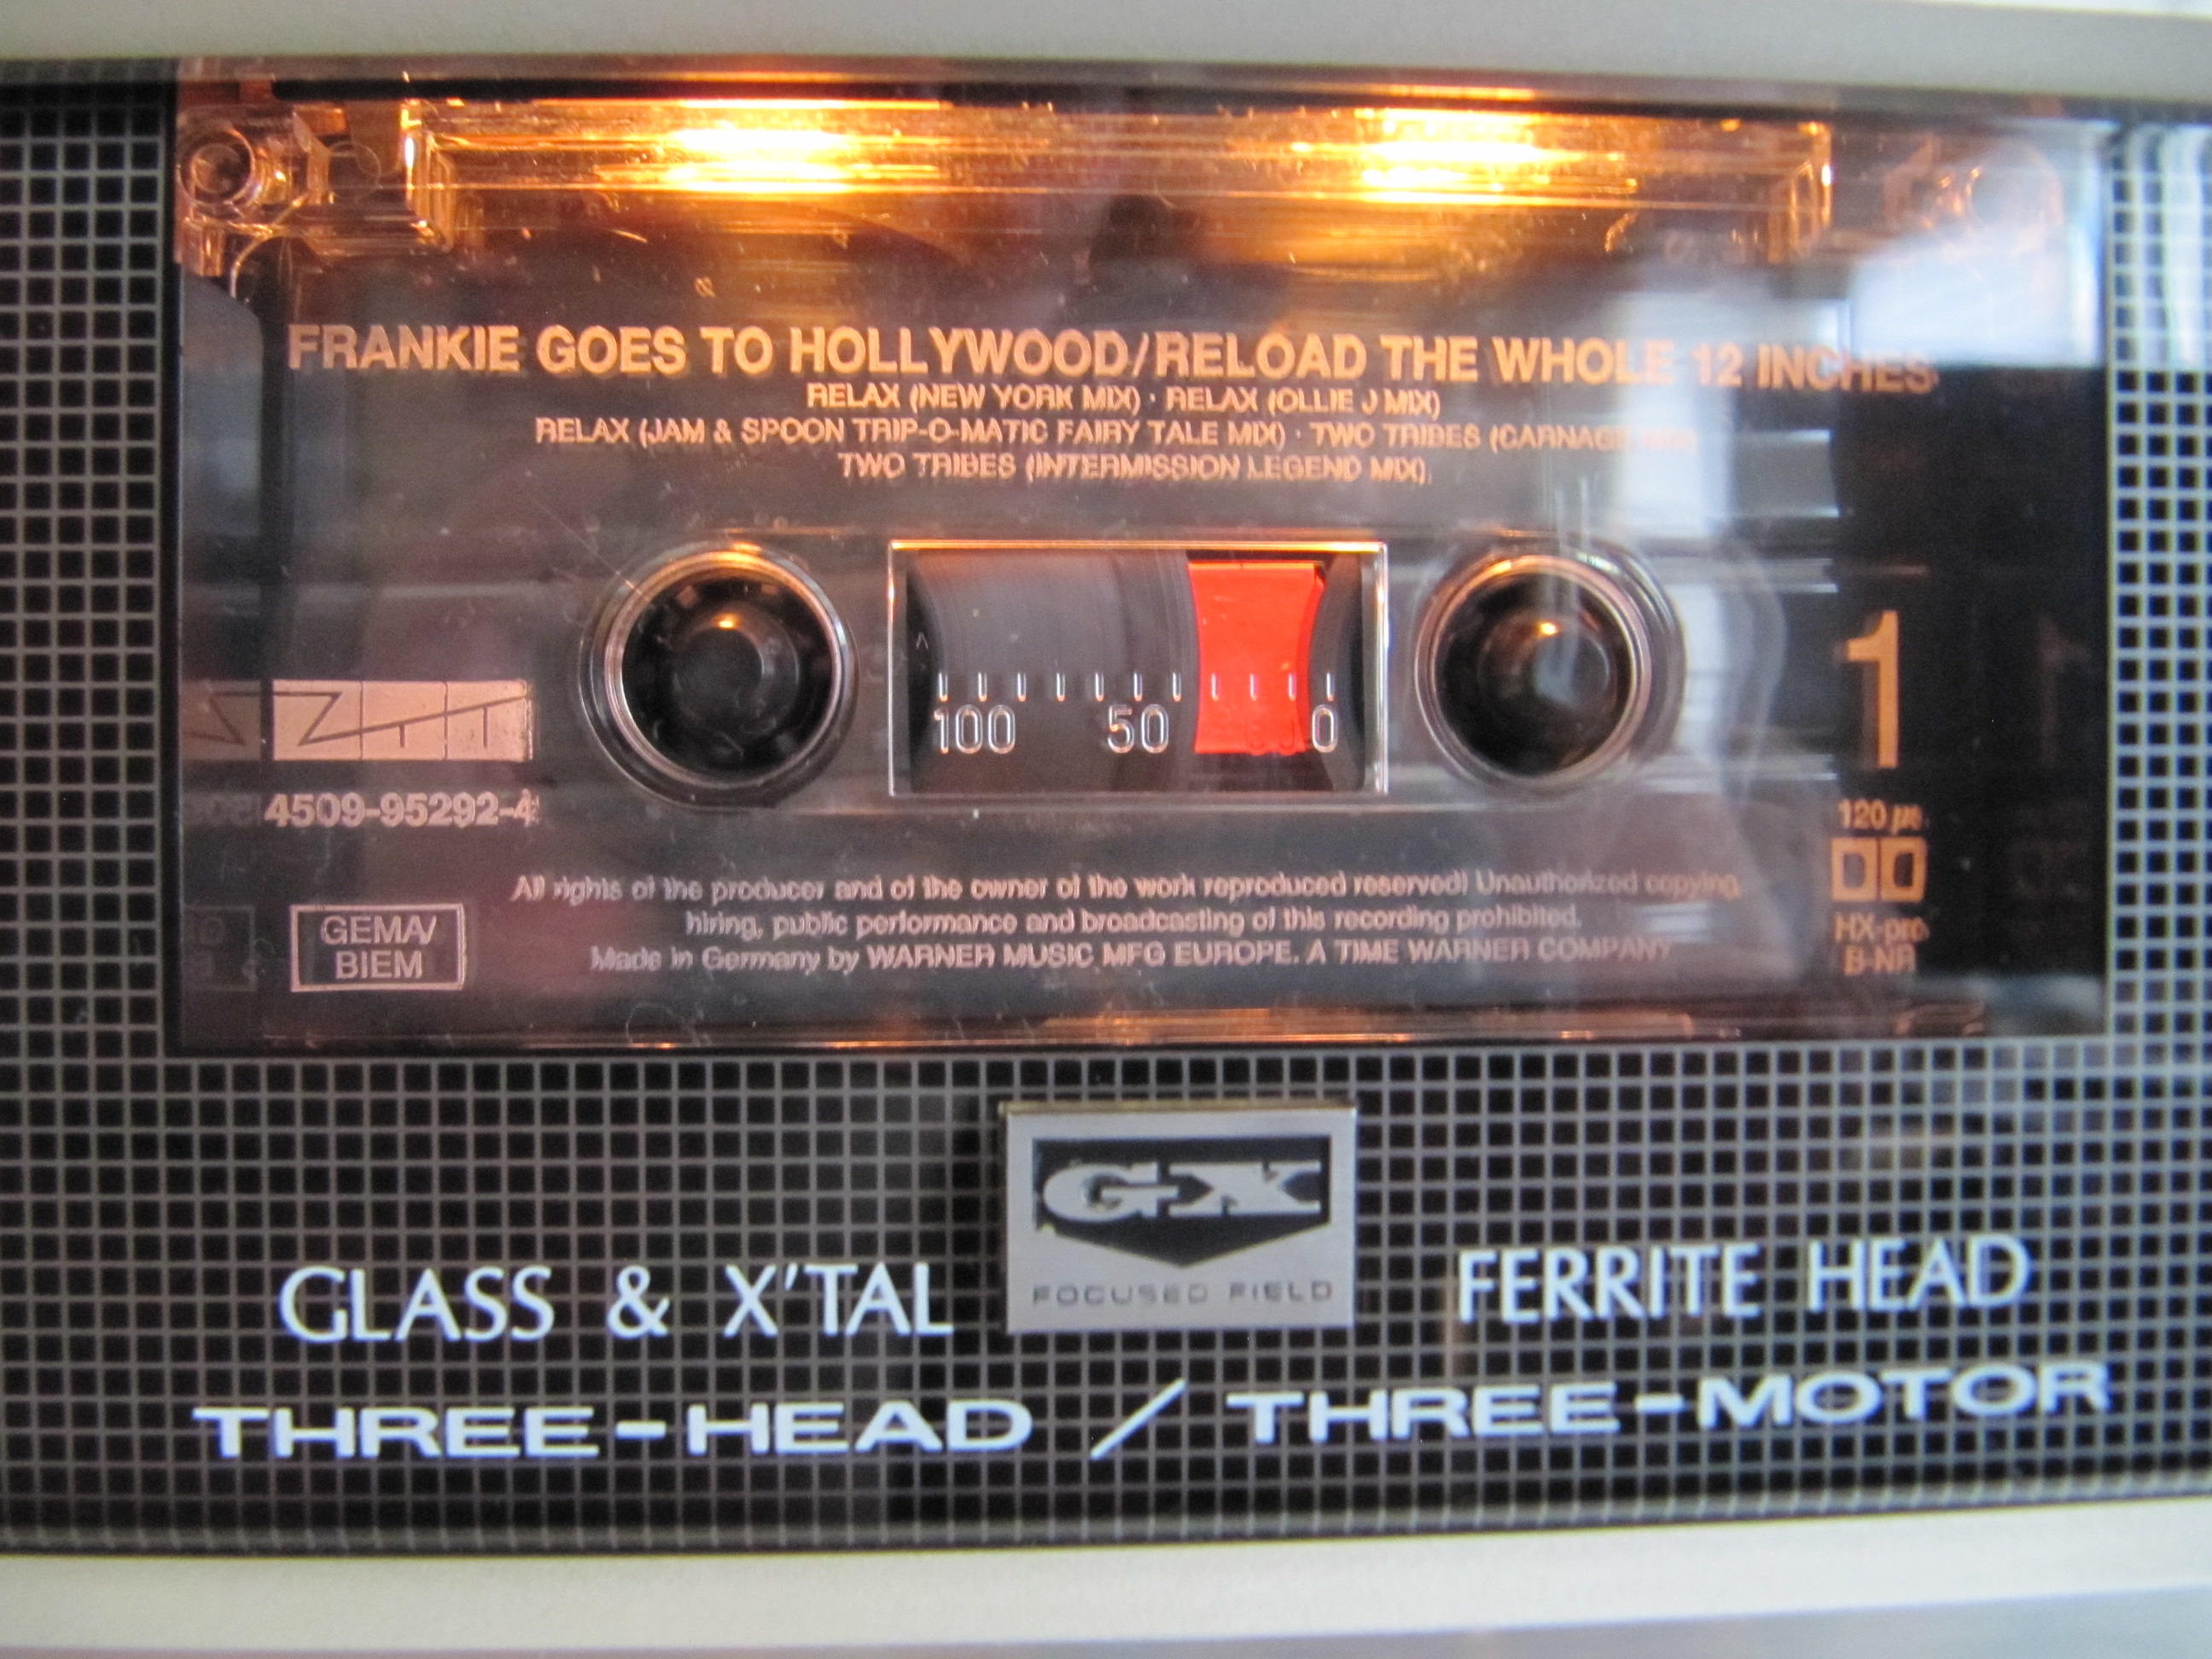 FRANKIE GOES TO HOLLYWOOD/RELOAD THE WHOLE 12 INCHES
RELAX (NEW YORK MIX) · RELAX (OLLIE J MIX)
RELAX (JAM & SPOON TRIP-O-MATIC FAIRY TALE MIX) · TWO TRIBES (CARNAGE MIX)
TWO TRIBES (INTERMISSION LEGEND MIX).
100 50 0
1
ZTT
4509-95292-4
120 µs
HX-pro
B-NR
GEMA/
BIEM
All rights of the producer and of the owner of the work reproduced reserved! Unauthorized copying,
hiring, public performance and broadcasting of this recording prohibited.
Made in Germany by WARNER MUSIC MFG EUROPE. A TIME WARNER COMPANY
GX
FOCUSED FIELD
GLASS & X'TAL FERRITE HEAD
THREE-HEAD / THREE-MOTOR